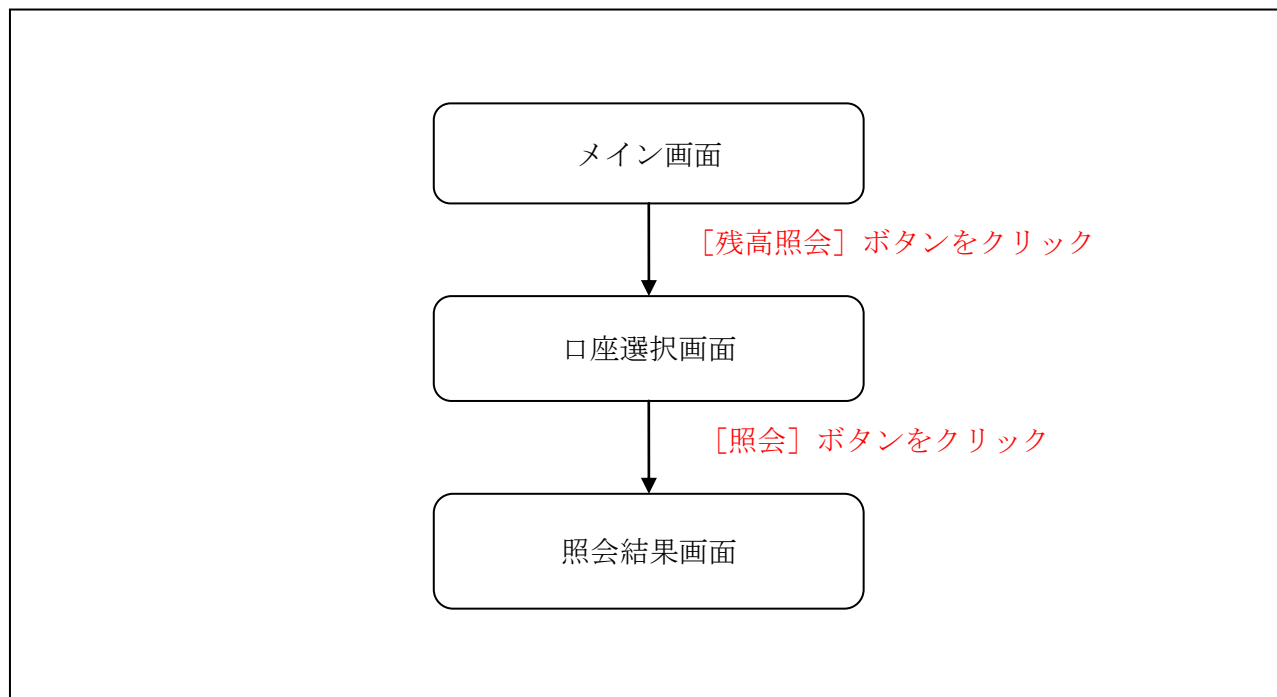 メイン画面
［残高照会］ボタンをクリック
口座選択画面
［照会］ボタンをクリック
照会結果画面